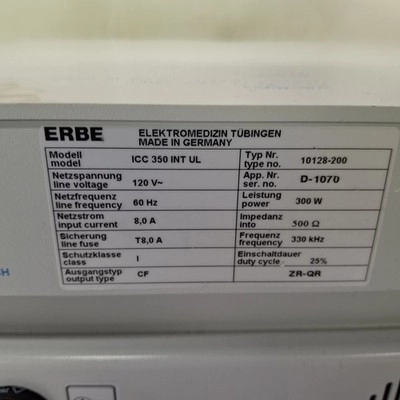 ERBE ELEKTROMEDIZIN TÜBINGEN
MADE IN GERMANY
Modell
model
ICC 350 INT UL
Typ Nr.
type no.
10128-200
Netzspannung
line voltage
120 V~
App. Nr.
ser. no.
D-1070
Netzfrequenz
line frequency
60 Hz
Leistung
power
300 W
Netzstrom
input current
8,0 A
Impedanz
into
500 Ω
Sicherung
line fuse
T8,0 A
Frequenz
frequency
330 kHz
Schutzklasse
class
I
Einschaltdauer
duty cycle
25%
Ausgangstyp
output type
CF
ZR-QR
CH